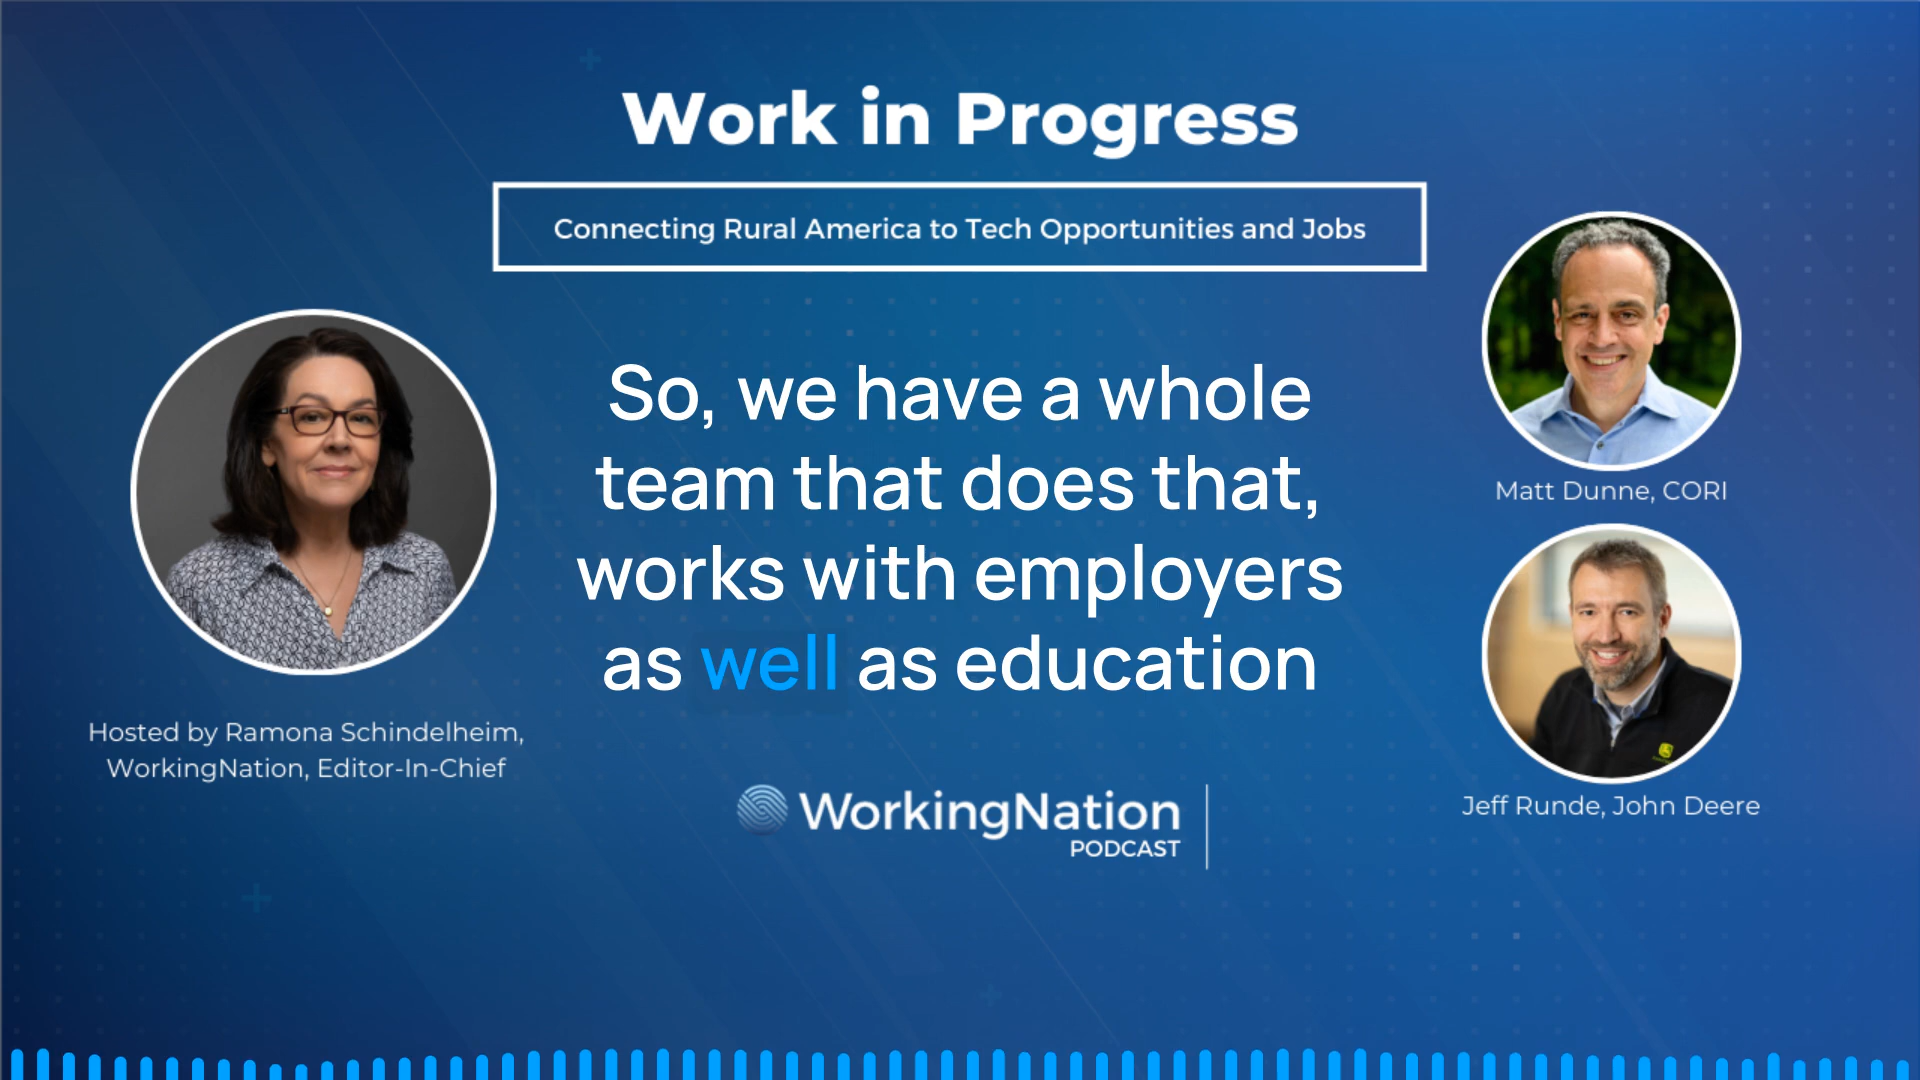 Work in Progress
Connecting Rural America to Tech Opportunities and Jobs
So, we have a whole
team that does that,
works with employers
as well as education
Hosted by Ramona Schindelheim,
WorkingNation, Editor-In-Chief
Matt Dunne, CORI
Jeff Runde, John Deere
WorkingNation
PODCAST